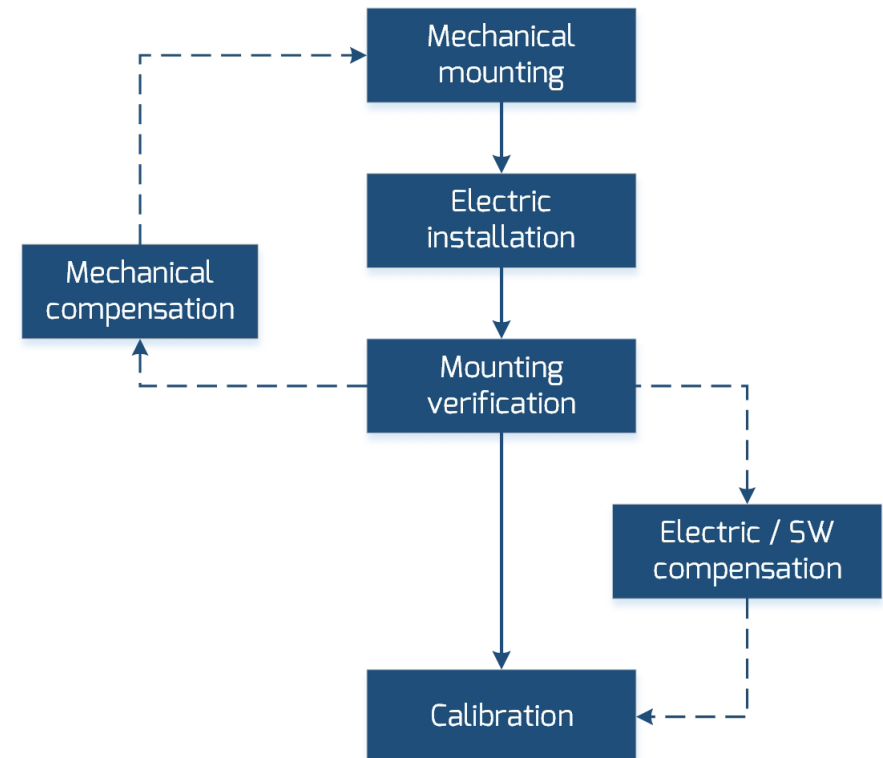 Mechanical
mounting
Electric
installation
Mechanical
compensation
Mounting
verification
Electric / SW
compensation
Calibration